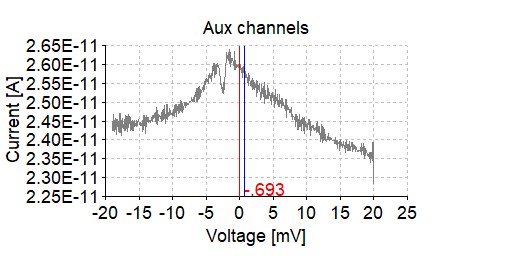 Aux channels
2.65E-11
2.60E-11
2.55E-11
2.50E-11
2.45E-11
2.40E-11
2.35E-11
2.30E-11
2.25E-11
Current [A]
-.693
-20 -15 -10 -5 0 5 10 15 20 25
Voltage [mV]